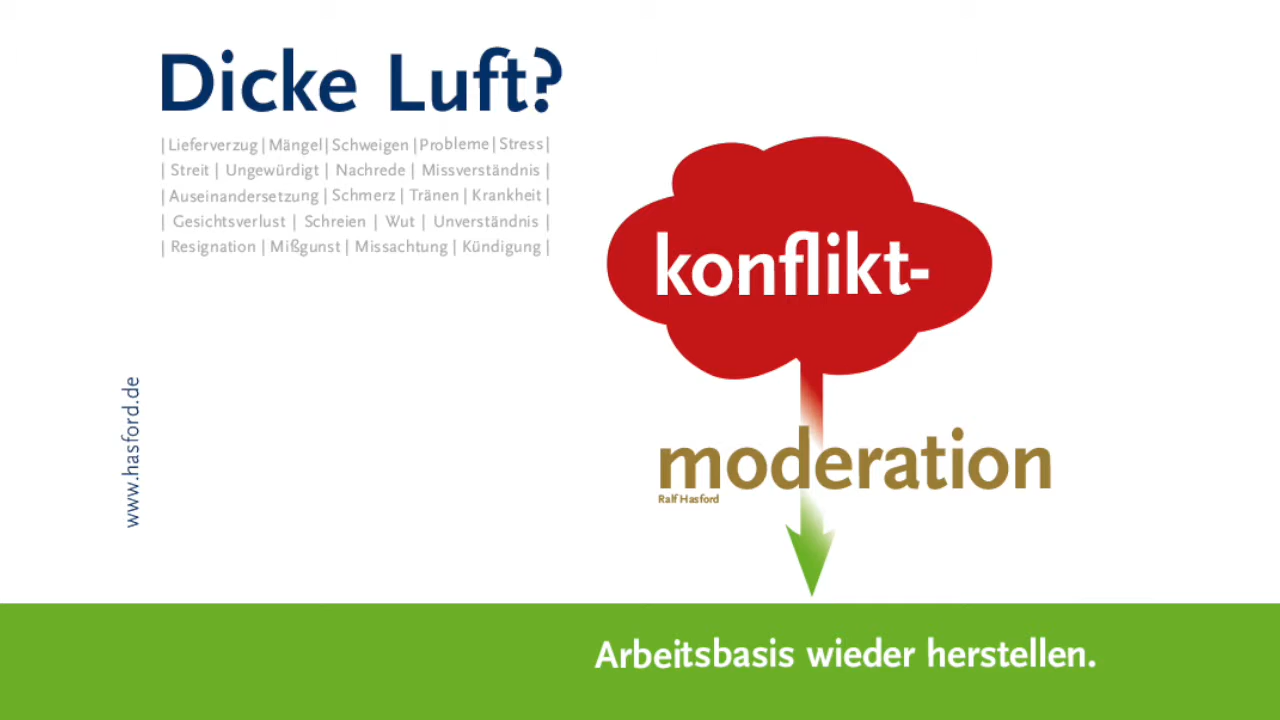 Dicke Luft?
|Lieferverzug|Mängel|Schweigen|Probleme|Stress|
| Streit | Ungewürdigt | Nachrede | Missverständnis |
|Auseinandersetzung | Schmerz | Tränen | Krankheit |
| Gesichtsverlust | Schreien | Wut | Unverständnis |
| Resignation | Mißgunst | Missachtung | Kündigung |
konflikt-
moderation
Ralf Hasford
www.hasford.de
Arbeitsbasis wieder herstellen.